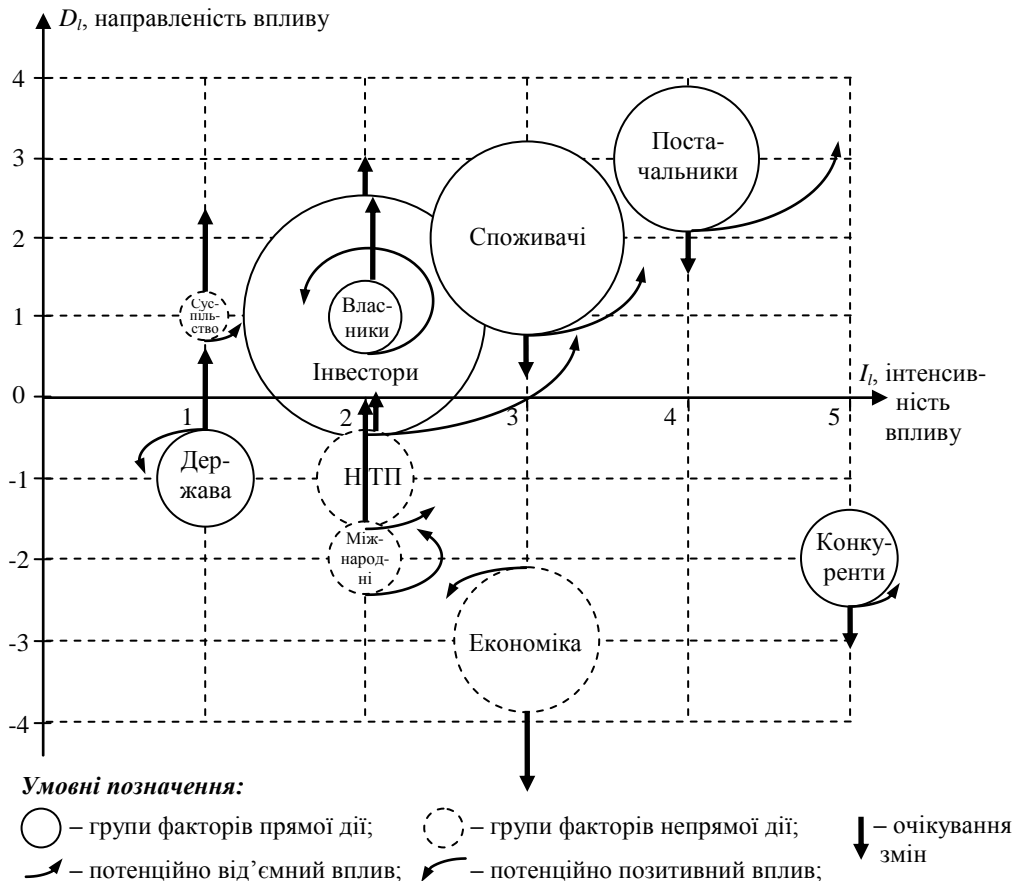 D_l, направленість впливу
4
Поста-
чальники
3
Споживачі
2
Сус-
піль-
ство
Влас-
ники
1
Інвестори
0
1
2
3
4
5
I_l, інтенсив-
ність
впливу
Дер-
жава
НТП
-1
Між-
народ-
ні
Конку-
ренти
-2
Економіка
-3
-4
Умовні позначення:
– групи факторів прямої дії;
– групи факторів непрямої дії;
– очікування
змін
– потенційно від’ємний вплив;
– потенційно позитивний вплив;